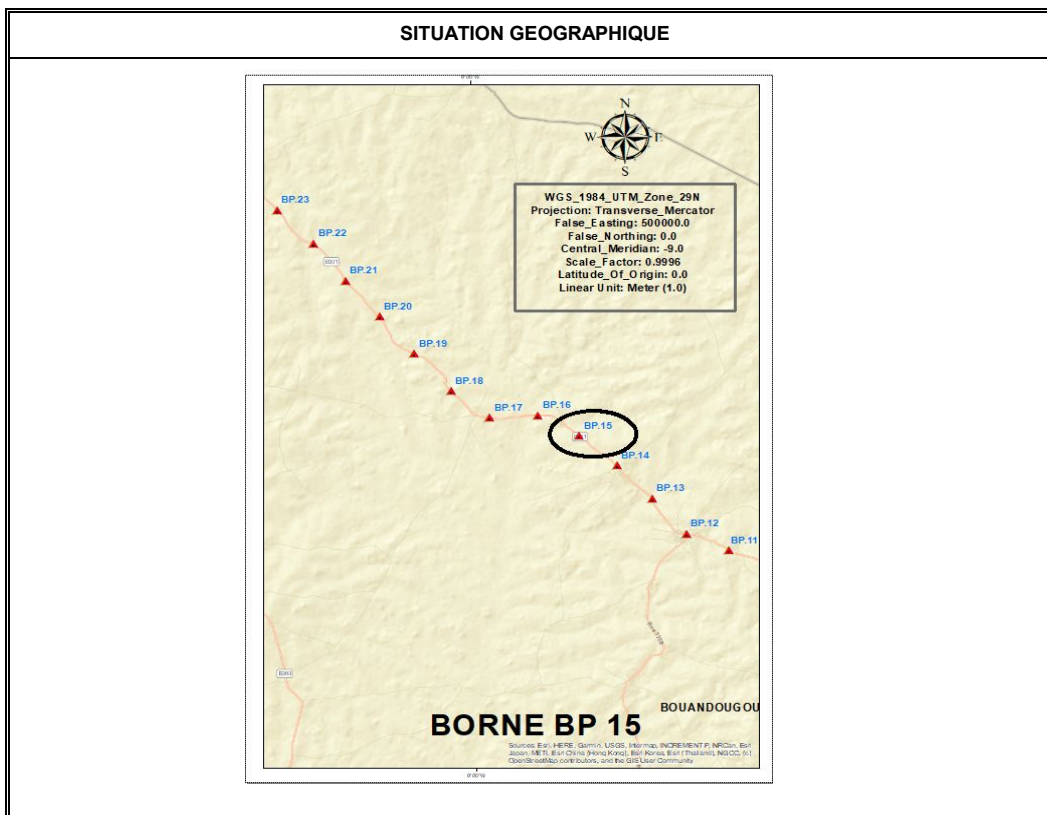 SITUATION GEOGRAPHIQUE
N
W E
S
WGS_1984_UTM_Zone_29N
Projection: Transverse_Mercator
False_Easting: 500000.0
False_Northing: 0.0
Central_Meridian: -9.0
Scale_Factor: 0.9996
Latitude_Of_Origin: 0.0
Linear Unit: Meter (1.0)
BP.23
BP.22
BP.21
BP.20
BP.19
BP.18
BP.17
BP.16
BP.15
BP.14
BP.13
BP.12
BP.11
BOUANDOUGOU
BORNE BP 15
Sources: Esri, HERE, Garmin, USGS, Intermap, INCREMENT P, NRCan, Esri
Japan, METI, Esri China (Hong Kong), Esri Korea, Esri (Thailand), NGCC, (c)
OpenStreetMap contributors, and the GIS User Community